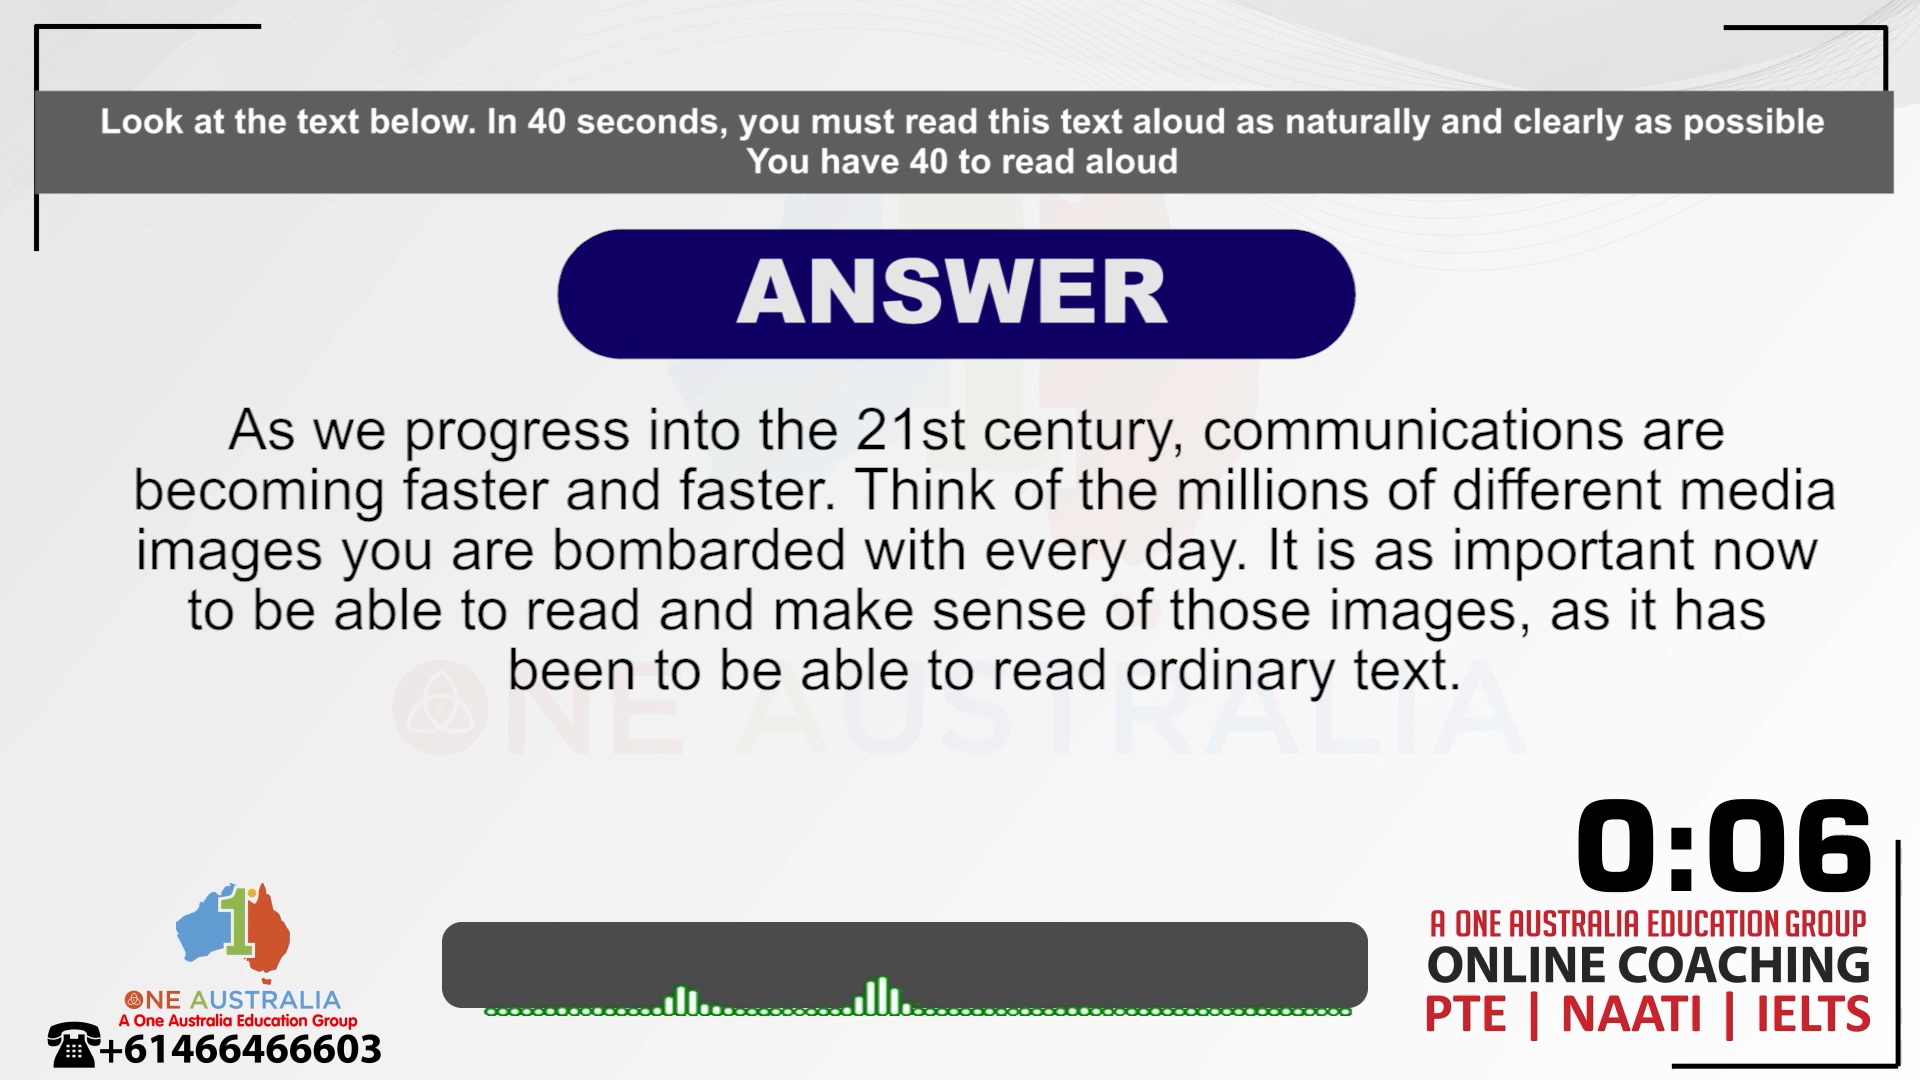 Look at the text below. In 40 seconds, you must read this text aloud as naturally and clearly as possible
You have 40 to read aloud
ANSWER
As we progress into the 21st century, communications are
becoming faster and faster. Think of the millions of different media
images you are bombarded with every day. It is as important now
to be able to read and make sense of those images, as it has
been to be able to read ordinary text.
ONE AUSTRALIA
0:06
A ONE AUSTRALIA EDUCATION GROUP
ONLINE COACHING
PTE | NAATI | IELTS
1
ONE AUSTRALIA
A One Australia Education Group
+61466466603